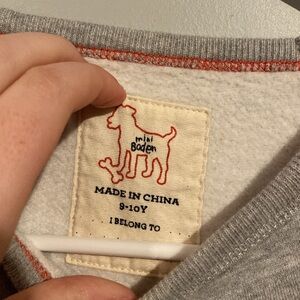 mini
Boden
MADE IN CHINA
9-10Y
I BELONG TO